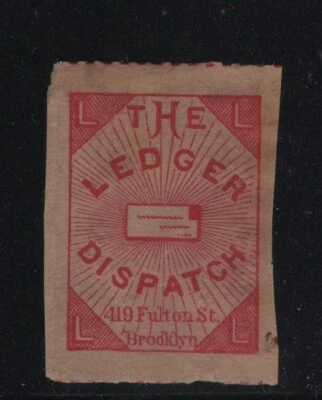 L L
THE
LEDGER
DISPATCH
419 Fulton St.
Brooklyn
L L